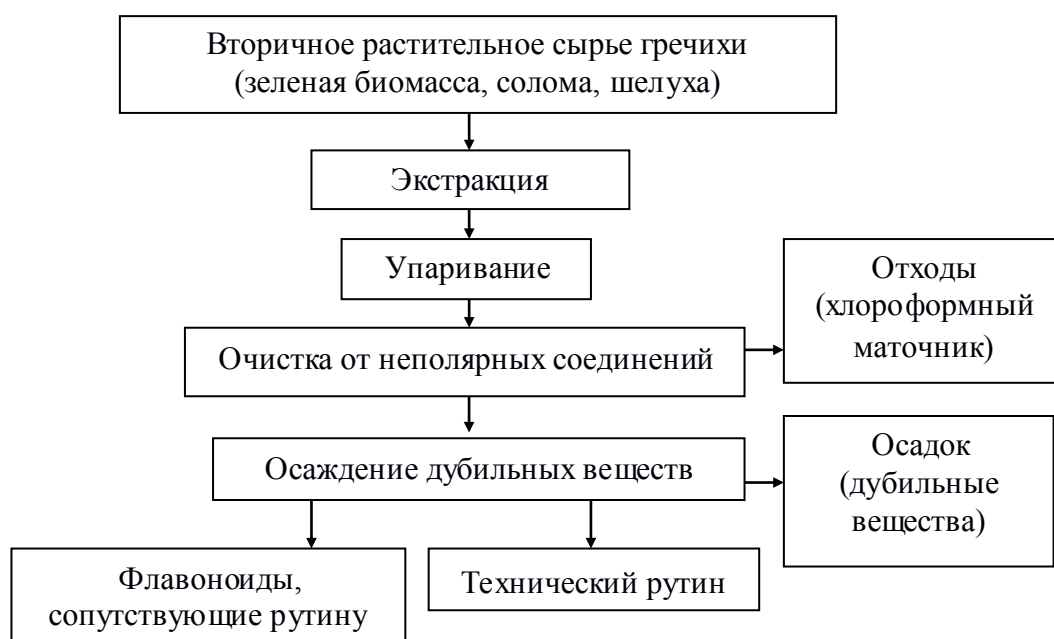 Вторичное растительное сырье гречихи
(зеленая биомасса, солома, шелуха)
Экстракция
Упаривание
Отходы
(хлороформный
маточник)
Очистка от неполярных соединений
Осаждение дубильных веществ
Осадок
(дубильные
вещества)
Флавоноиды,
сопутствующие рутину
Технический рутин